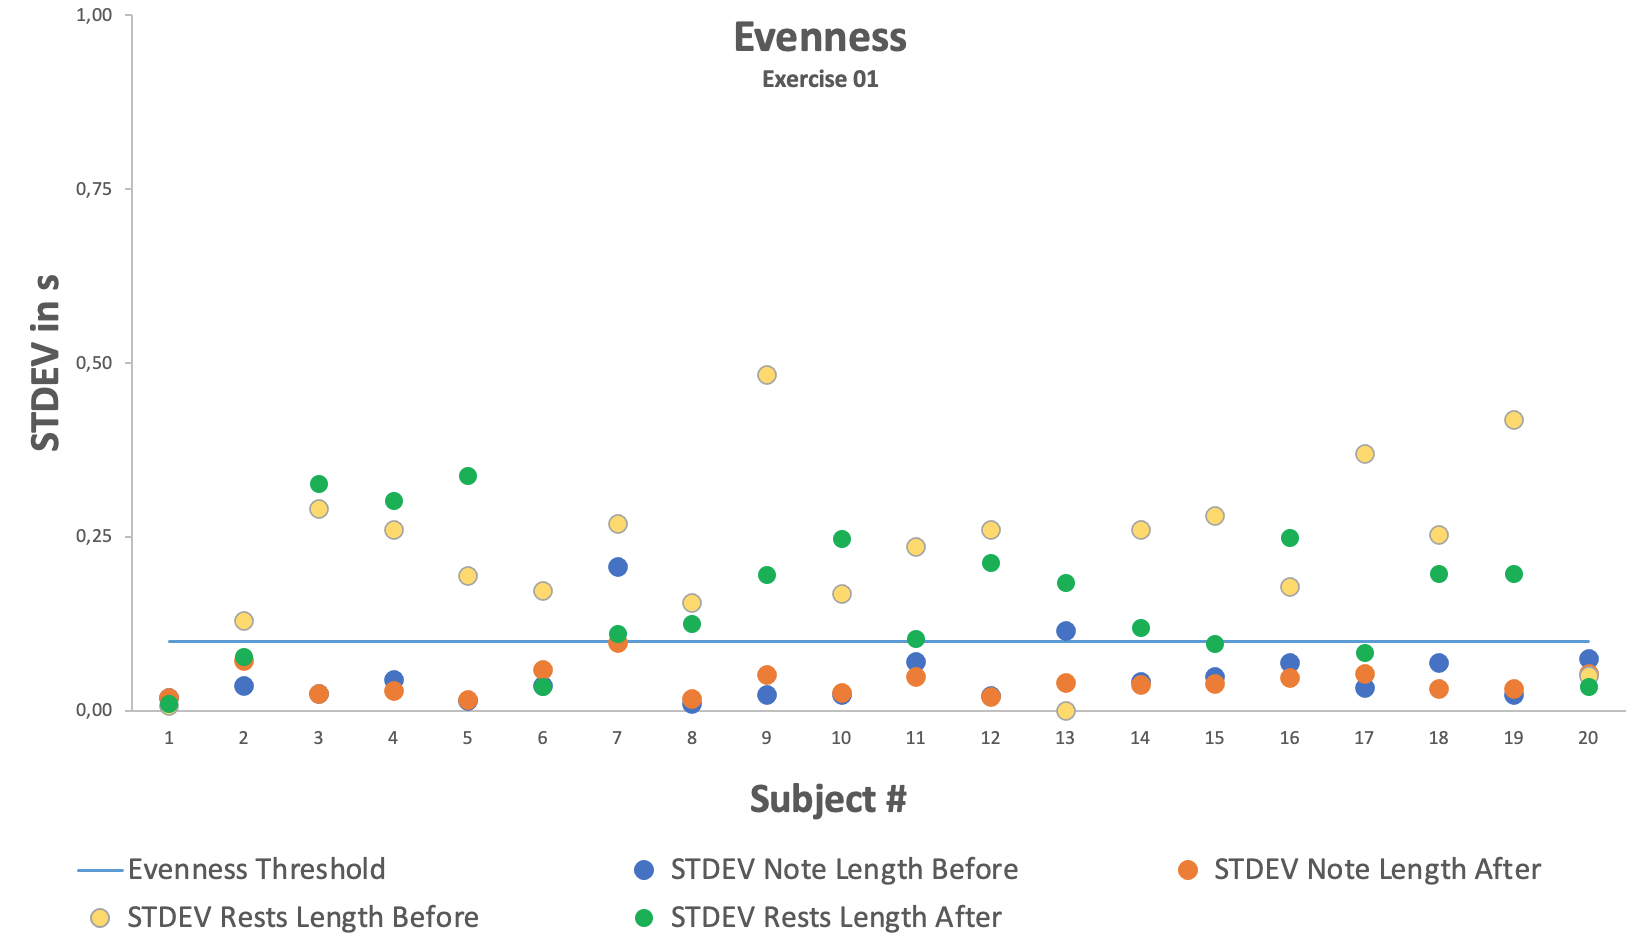 Evenness
Exercise 01
1,00
0,75
0,50
0,25
0,00
STDEV in s
1 2 3 4 5 6 7 8 9 10 11 12 13 14 15 16 17 18 19 20
Subject #
Evenness Threshold STDEV Note Length Before STDEV Note Length After
STDEV Rests Length Before STDEV Rests Length After